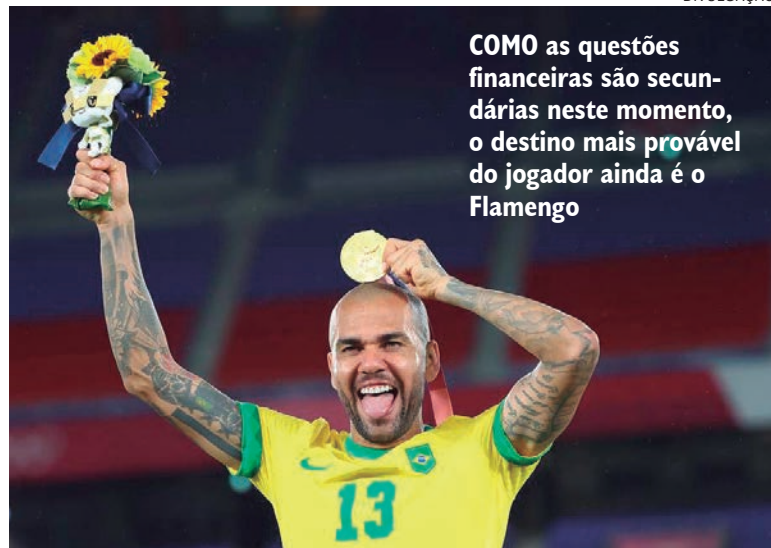 COMO as questões
financeiras são secun-
dárias neste momento,
o destino mais provável
do jogador ainda é o
Flamengo
13